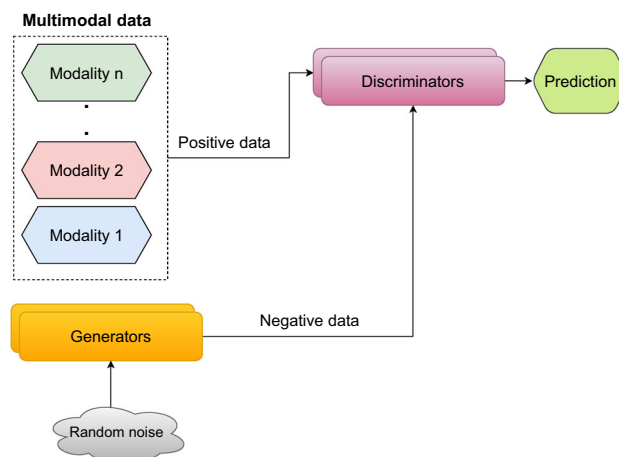 Multimodal data
Modality n
.
.
Modality 2
Modality 1
Positive data
Discriminators
Prediction
Generators
Negative data
Random noise